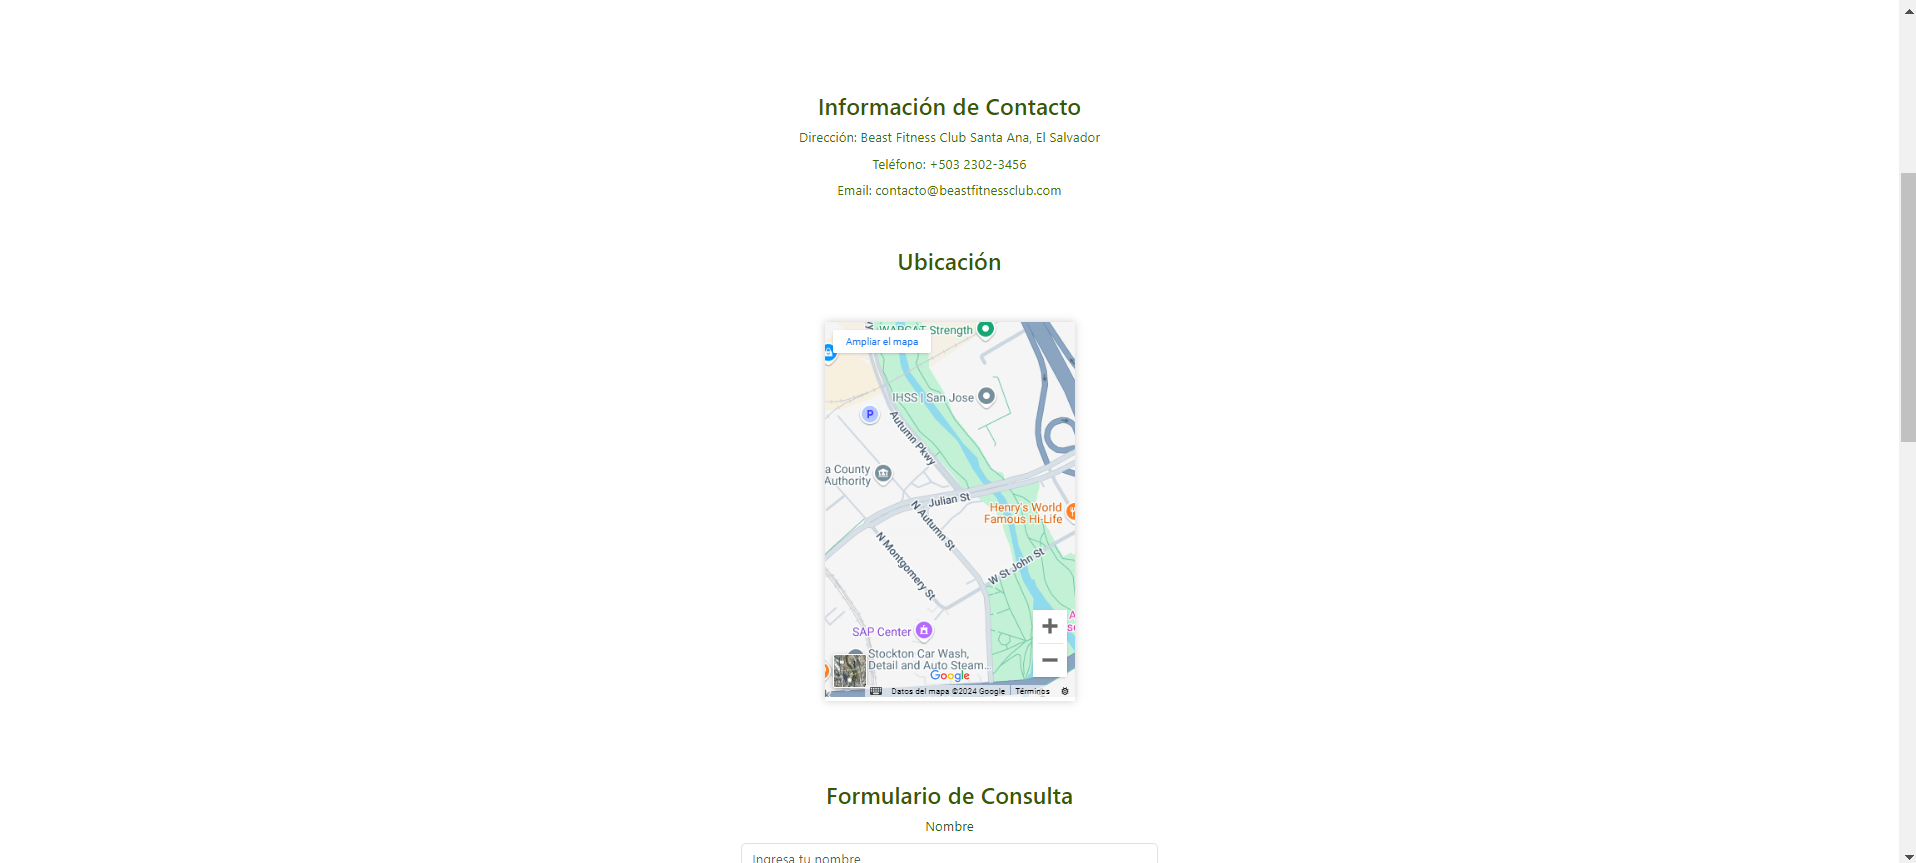 Información de Contacto
Dirección: Beast Fitness Club Santa Ana, El Salvador
Teléfono: +503 2302-3456
Email: contacto@beastfitnessclub.com
Ubicación
Strength
Ampliar el mapa
IHSS | San Jose
P
Autumn Pkwy
a County
Authority
Julian St
Henry's World
Famous Hi-Life
N Autumn St
N Montgomery St
W St John St
SAP Center
Stockton Car Wash,
Detail and Auto Steam...
Google
Datos del mapa ©2024 Google
Términos
Formulario de Consulta
Nombre
Ingresa tu nombre